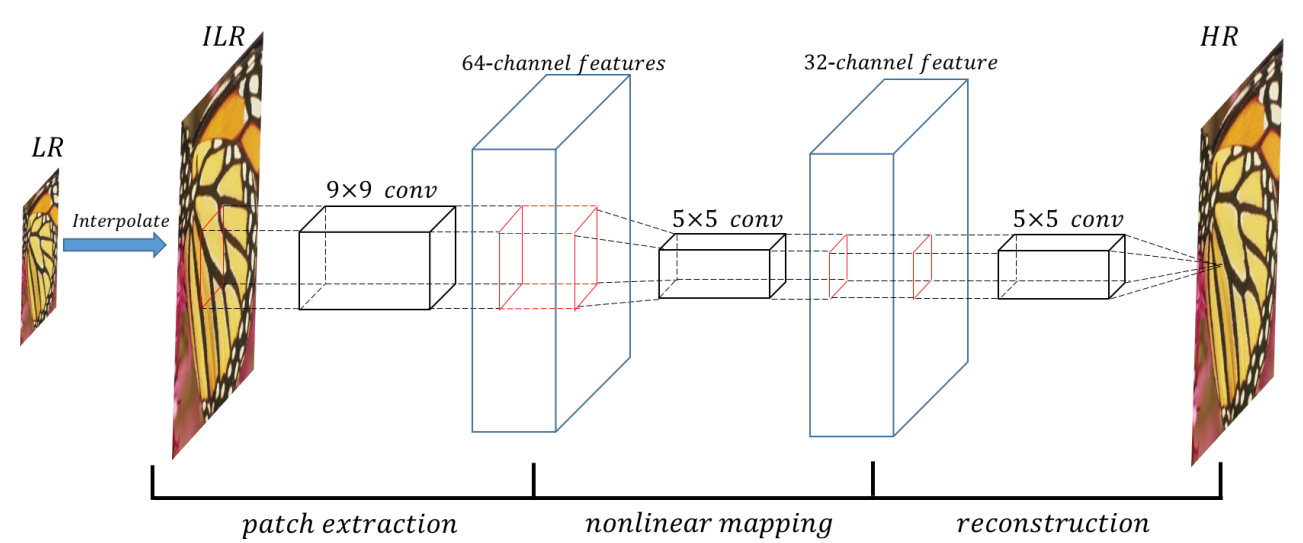 LR
Interpolate
ILR
9×9 conv
64-channel features
5×5 conv
32-channel feature
5×5 conv
HR
patch extraction
nonlinear mapping
reconstruction